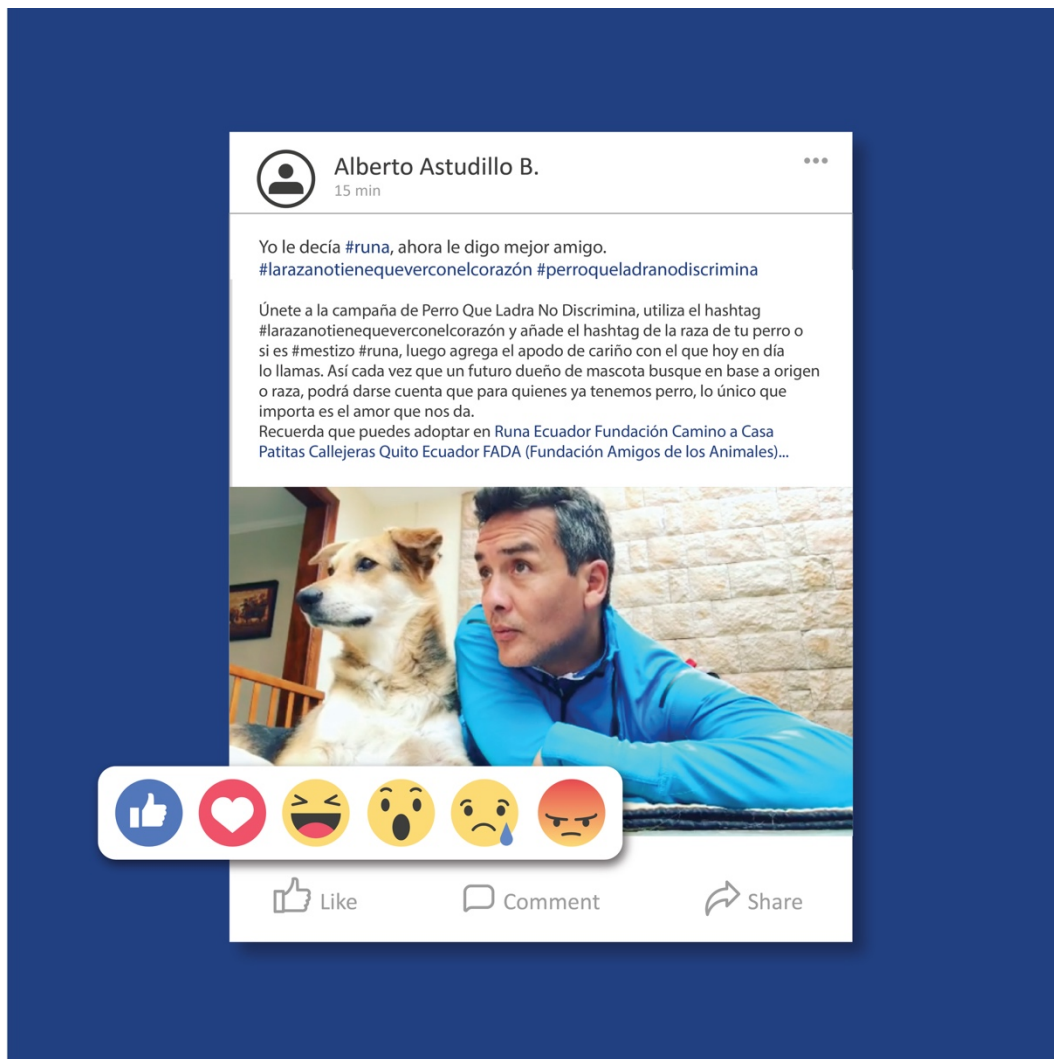 Alberto Astudillo B.
15 min
Yo le decía #runa, ahora le digo mejor amigo.
#larazanotienequeverconelcorazón #perroqueladranodiscrimina
Únete a la campaña de Perro Que Ladra No Discrimina, utiliza el hashtag
#larazanotienequeverconelcorazón y añade el hashtag de la raza de tu perro o
si es #mestizo #runa, luego agrega el apodo de cariño con el que hoy en día
lo llamas. Así cada vez que un futuro dueño de mascota busque en base a origen
o raza, podrá darse cuenta que para quienes ya tenemos perro, lo único que
importa es el amor que nos da.
Recuerda que puedes adoptar en Runa Ecuador Fundación Camino a Casa
Patitas Callejeras Quito Ecuador FADA (Fundación Amigos de los Animales)...
Like
Comment
Share